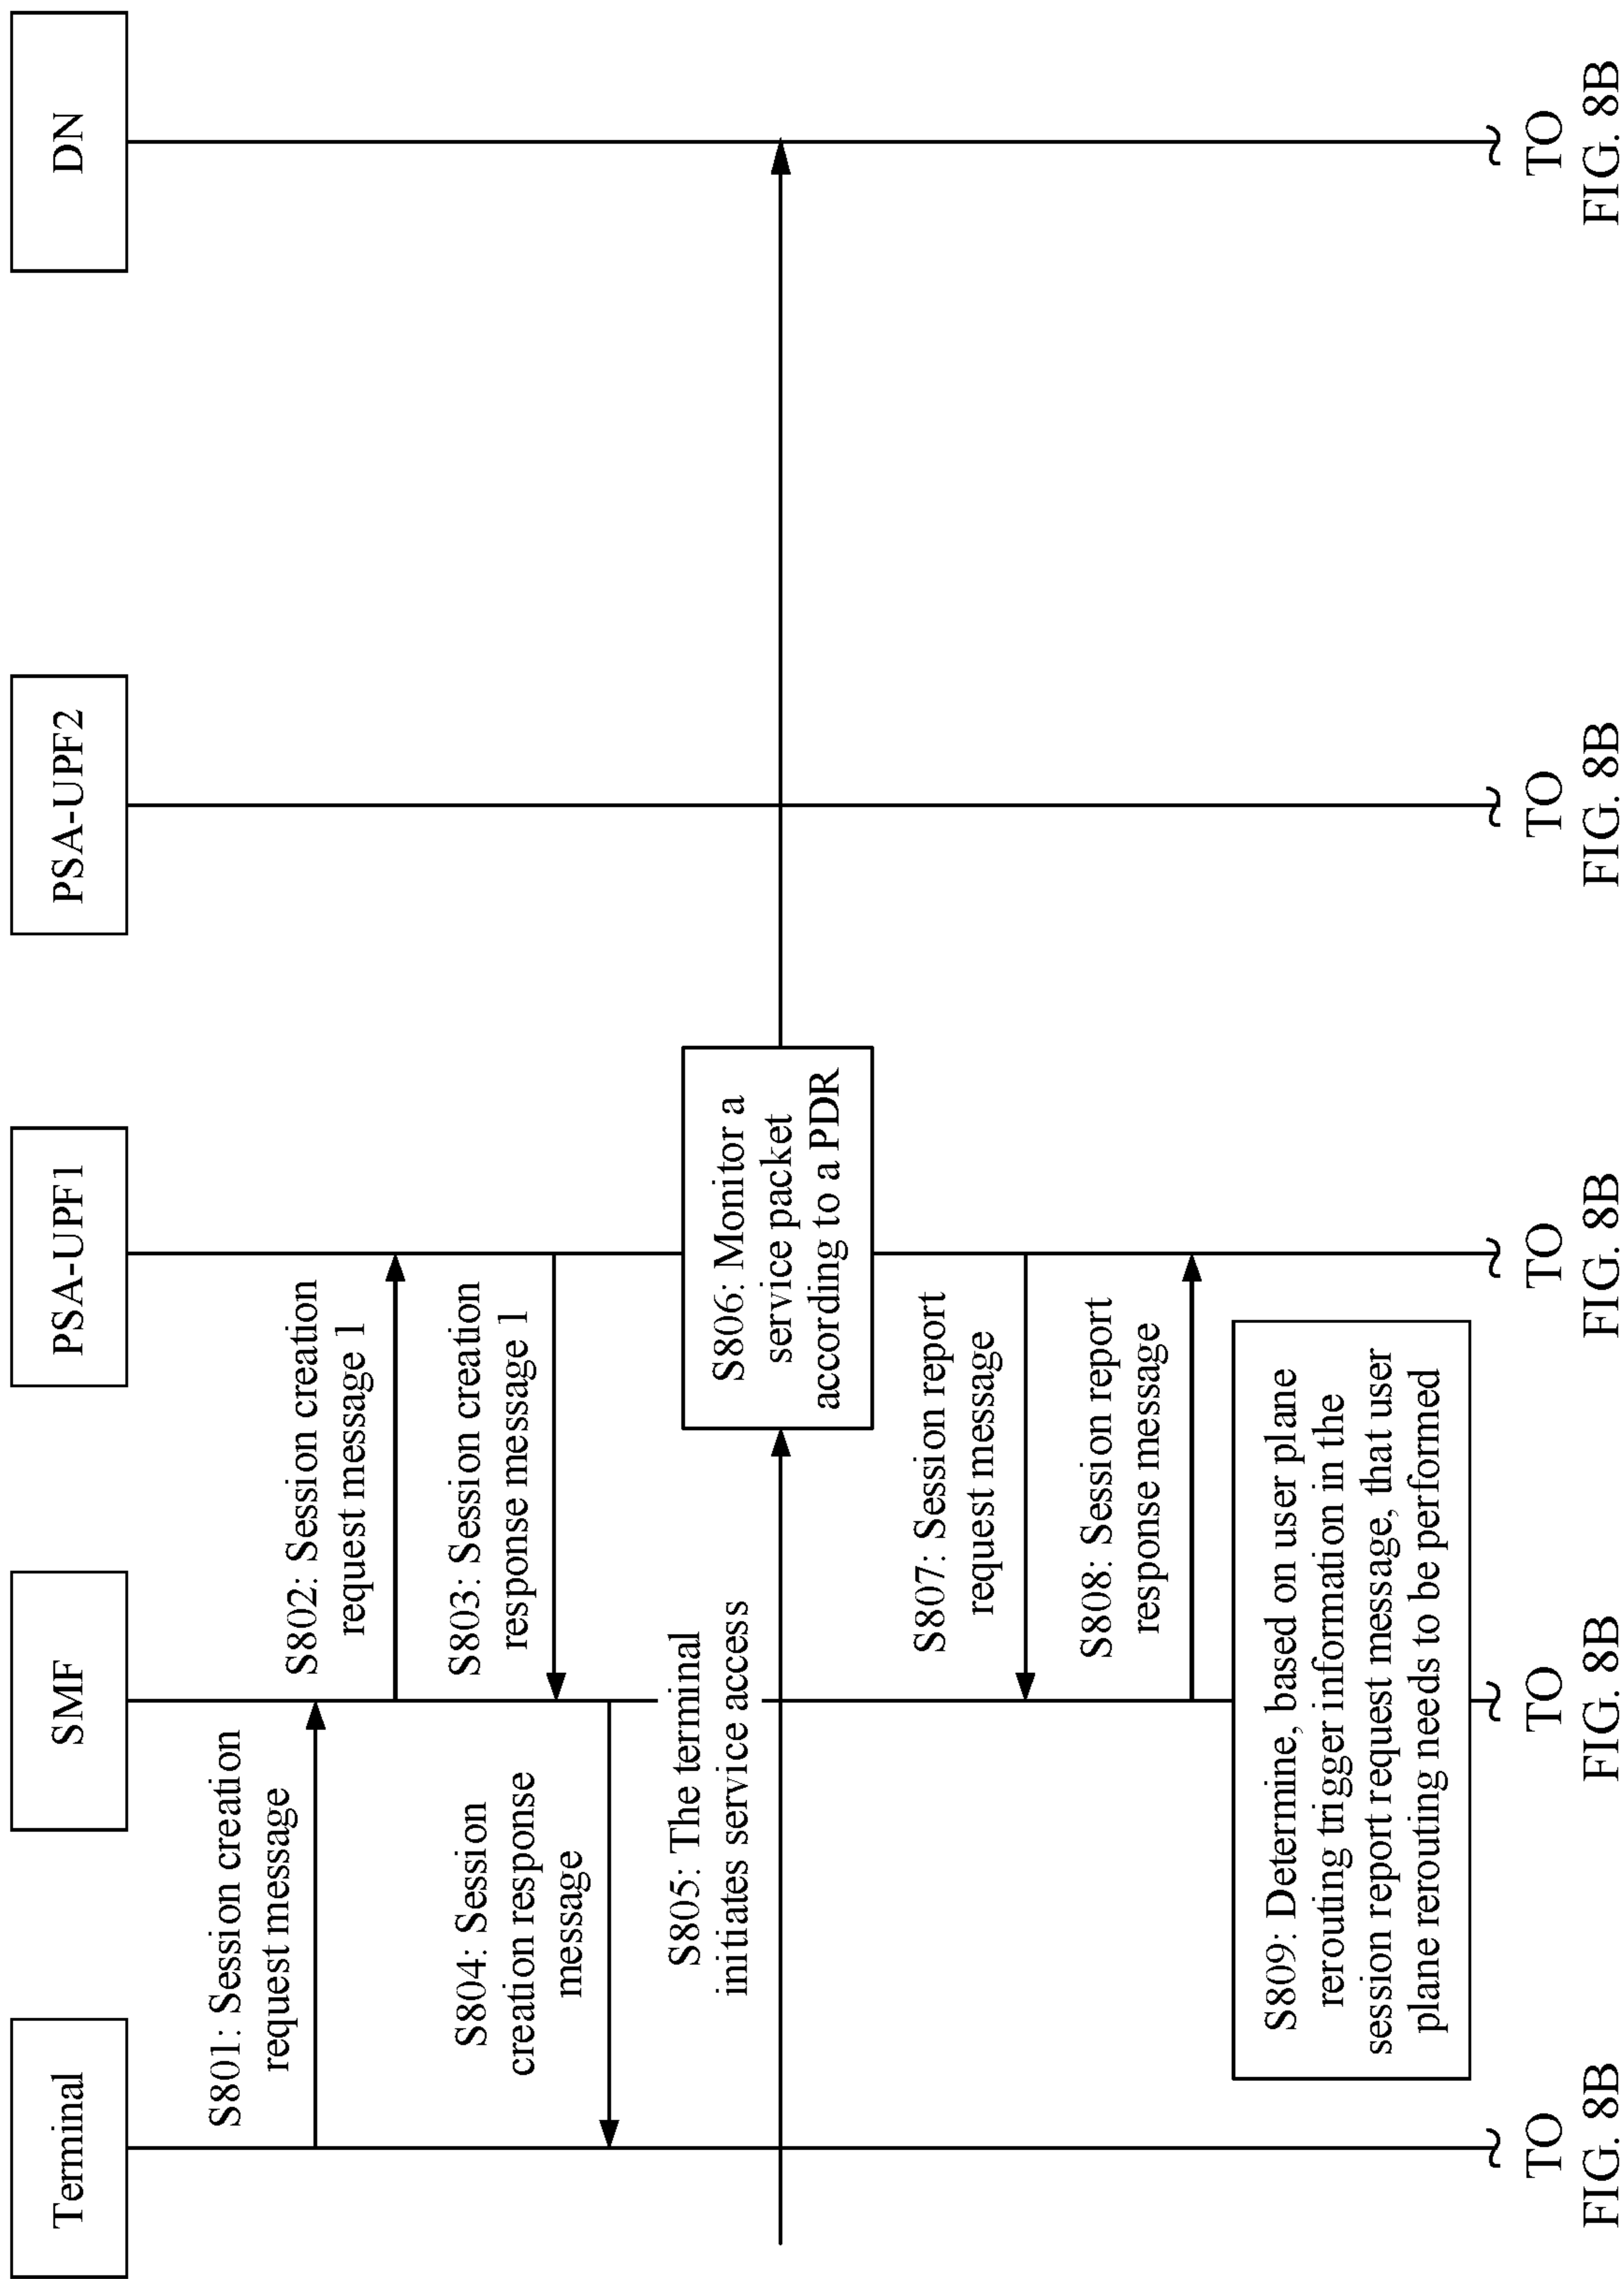 Terminal
SMF
PSA-UPF1
PSA-UPF2
DN
S801: Session creation
request message
S802: Session creation
request message 1
S803: Session creation
response message 1
S804: Session
creation response
message
S805: The terminal
initiates service access
S806: Monitor a
service packet
according to a PDR
S807: Session report
request message
S808: Session report
response message
S809: Determine, based on user plane
rerouting trigger information in the
session report request message, that user
plane rerouting needs to be performed
TO
FIG. 8B
TO
FIG. 8B
TO
FIG. 8B
TO
FIG. 8B
TO
FIG. 8B